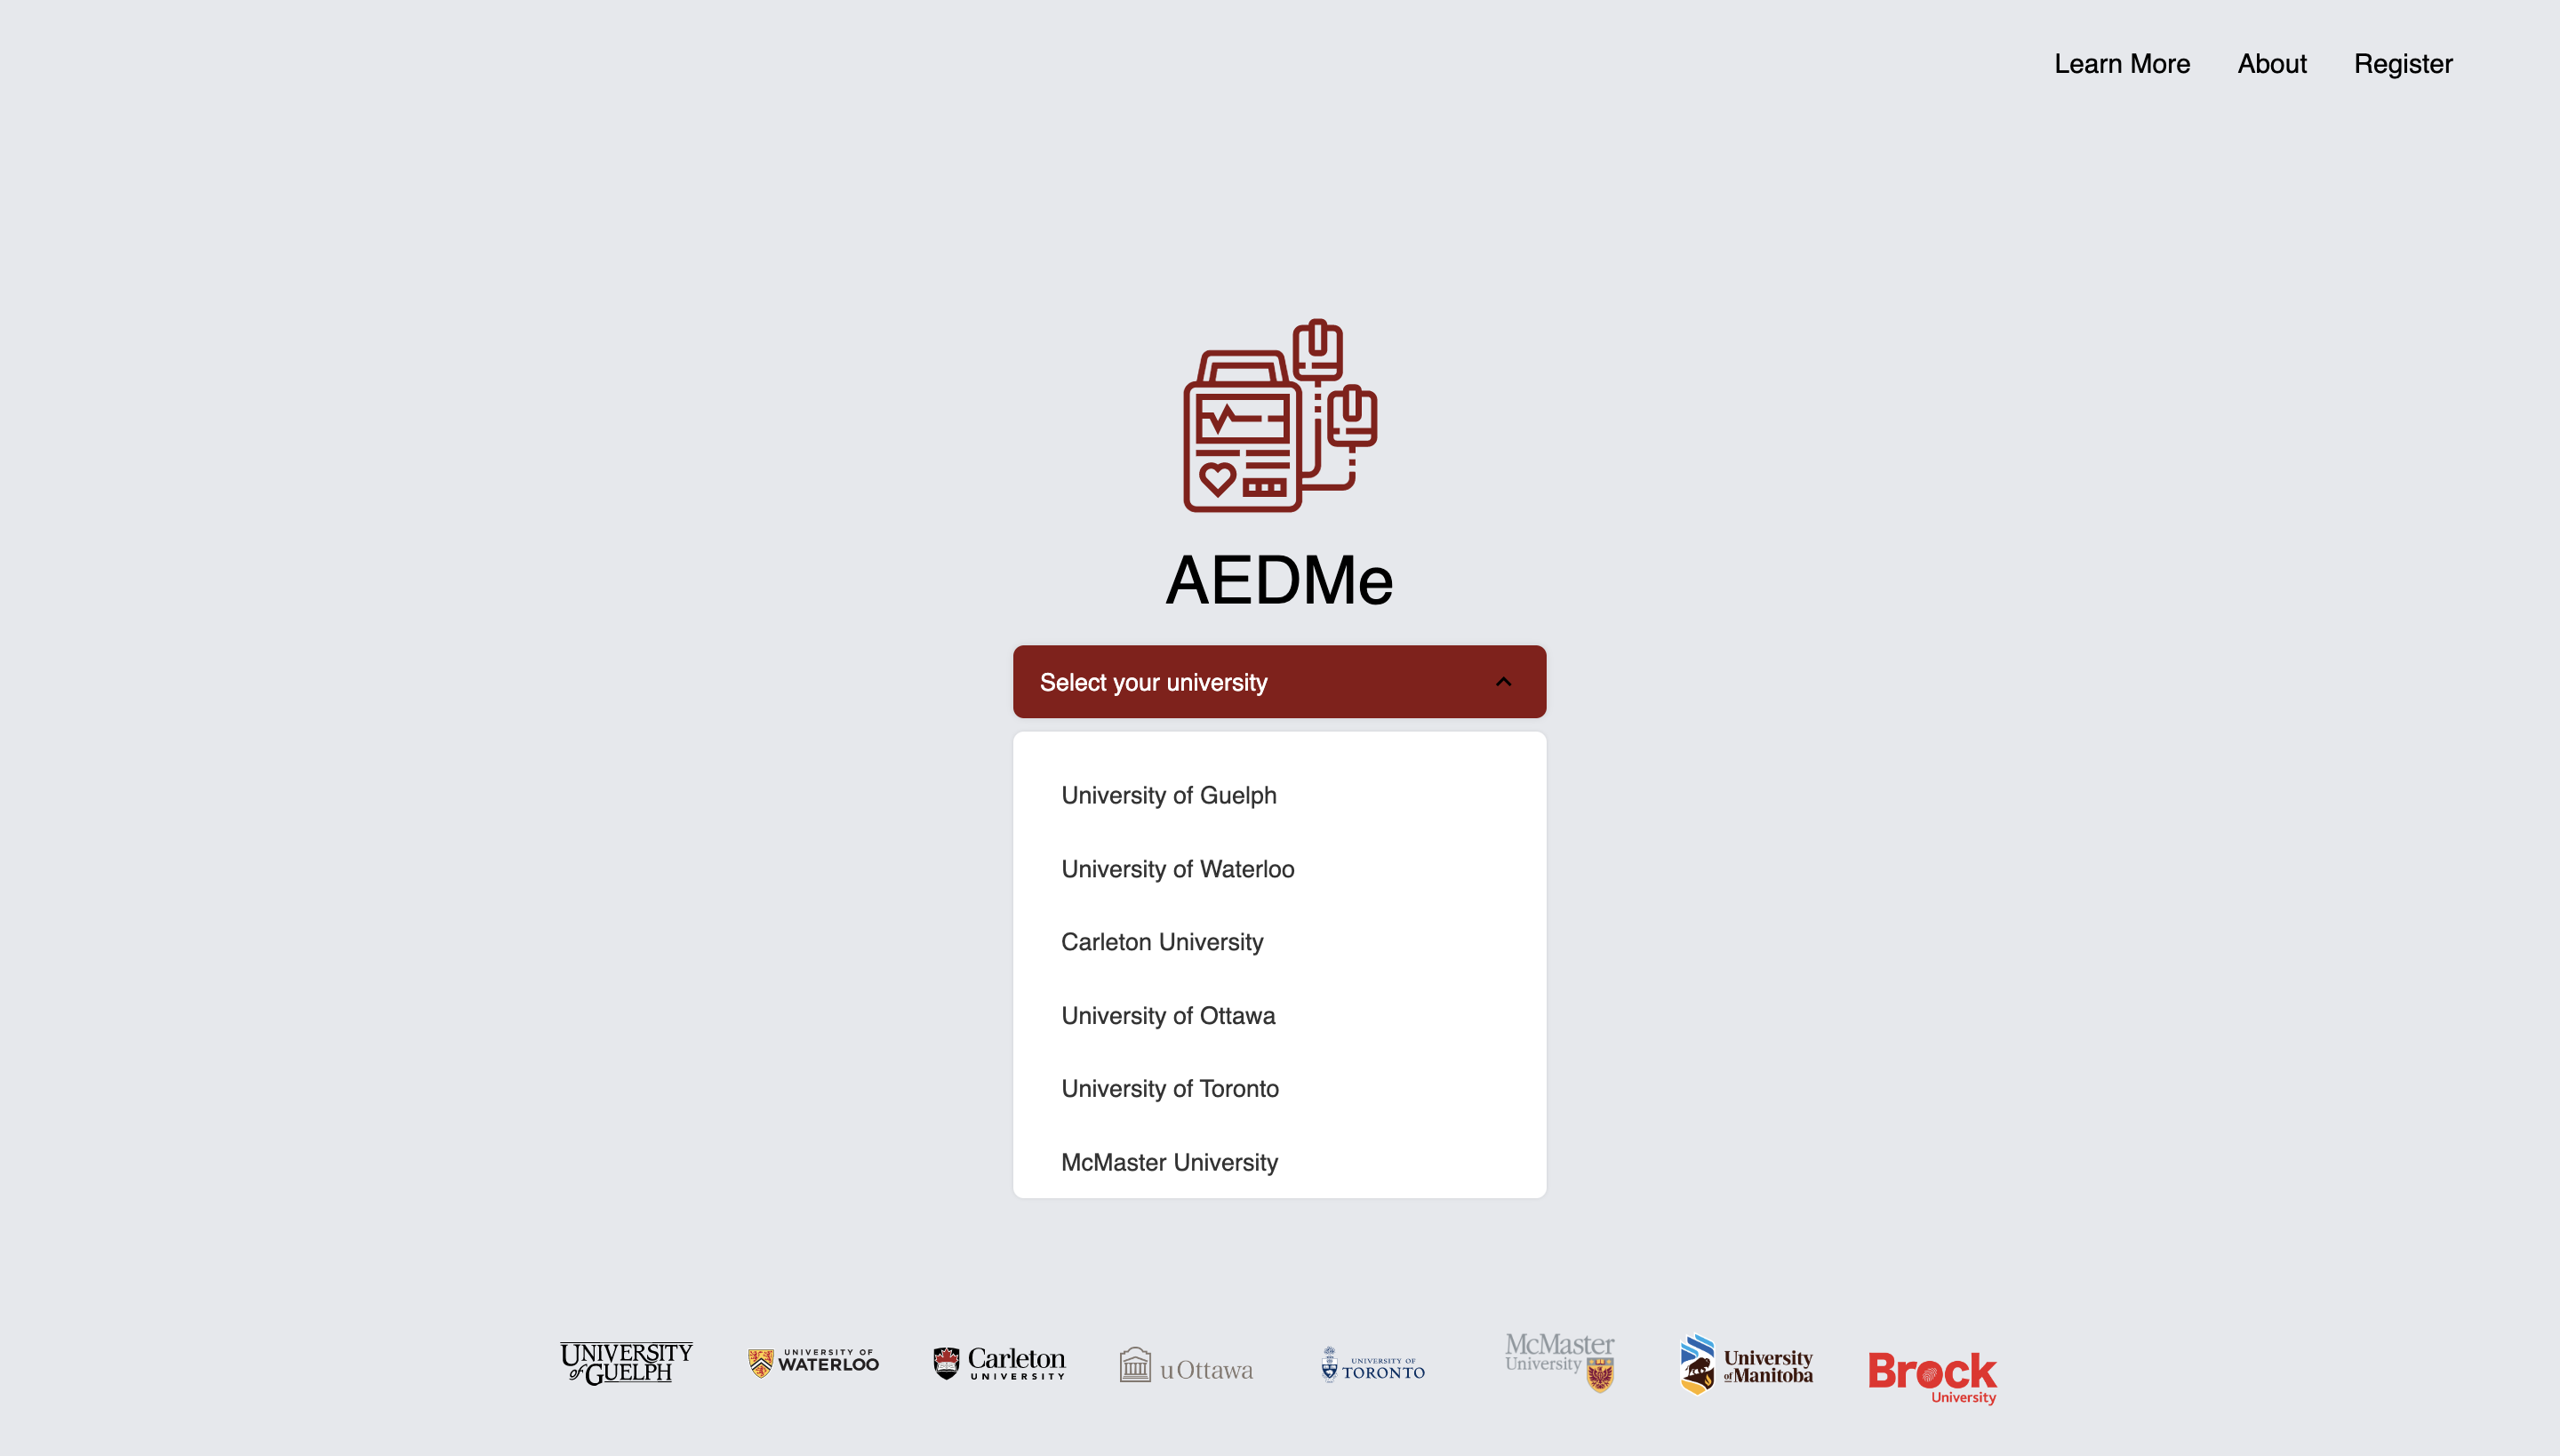 Learn More About Register
AEDMe
Select your university
University of Guelph
University of Waterloo
Carleton University
University of Ottawa
University of Toronto
McMaster University
UNIVERSITY
of GUELPH
UNIVERSITY OF
WATERLOO
Carleton
UNIVERSITY
uOttawa
UNIVERSITY OF
TORONTO
McMaster
University
University
of Manitoba
Brock
University